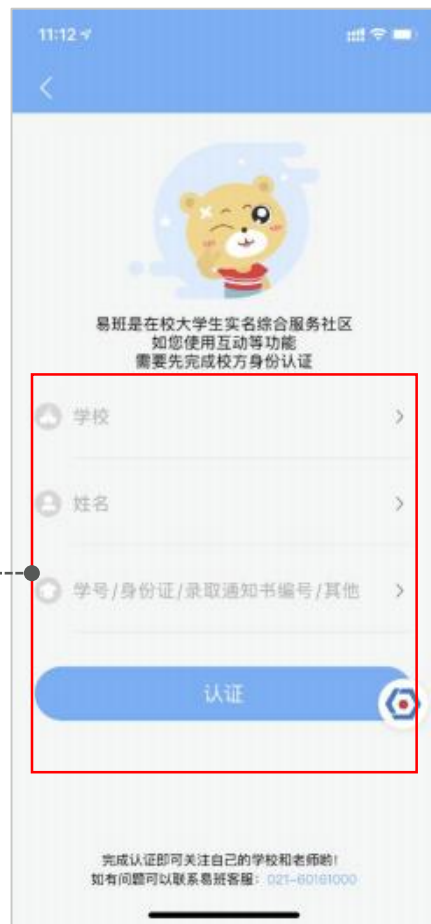 11:12
易班是在校大学生实名综合服务社区
如您使用互动等功能
需要先完成校方身份认证
学校
姓名
学号/身份证/录取通知书编号/其他
认证
完成认证即可关注自己的学校和老师哟!
如有问题可以联系易班客服: 021-60161000